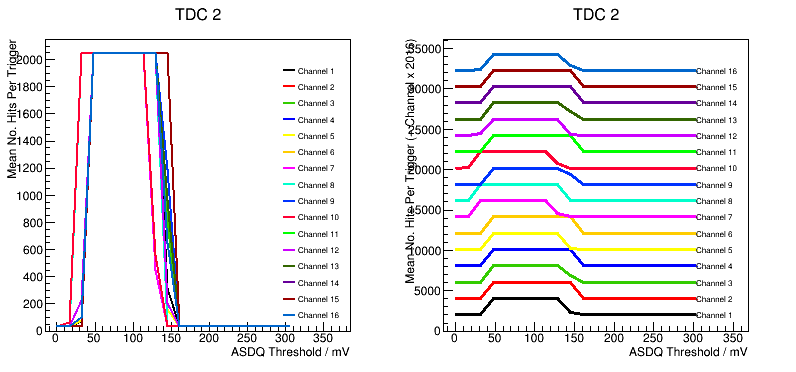 TDC 2
Mean No. Hits Per Trigger
2000
1800
1600
1400
1200
1000
800
600
400
200
0
0 50 100 150 200 250 300 350
ASDQ Threshold / mV
Channel 1
Channel 2
Channel 3
Channel 4
Channel 5
Channel 6
Channel 7
Channel 8
Channel 9
Channel 10
Channel 11
Channel 12
Channel 13
Channel 14
Channel 15
Channel 16
TDC 2
Mean No. Hits Per Trigger (+ Channel x 2016)
35000
30000
25000
20000
15000
10000
5000
0
0 50 100 150 200 250 300 350
ASDQ Threshold / mV
Channel 16
Channel 15
Channel 14
Channel 13
Channel 12
Channel 11
Channel 10
Channel 9
Channel 8
Channel 7
Channel 6
Channel 5
Channel 4
Channel 3
Channel 2
Channel 1